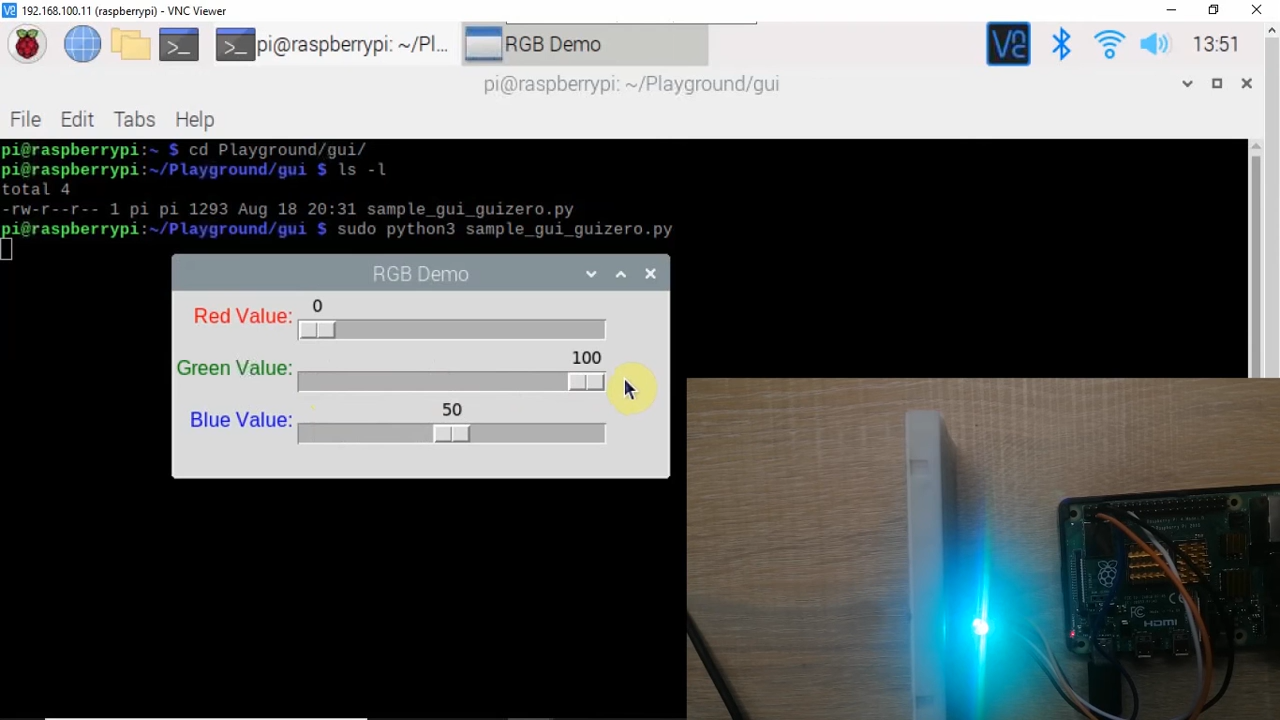 192.168.100.11 (raspberrypi) - VNC Viewer
pi@raspberrypi: ~/Pl...
RGB Demo
13:51
pi@raspberrypi: ~/Playground/gui
File Edit Tabs Help
pi@raspberrypi:~ $ cd Playground/gui/
pi@raspberrypi:~/Playground/gui $ ls -l
total 4
-rw-r--r-- 1 pi pi 1293 Aug 18 20:31 sample_gui_guizero.py
pi@raspberrypi:~/Playground/gui $ sudo python3 sample_gui_guizero.py
RGB Demo
0
Red Value:
100
Green Value:
50
Blue Value:
HDMI